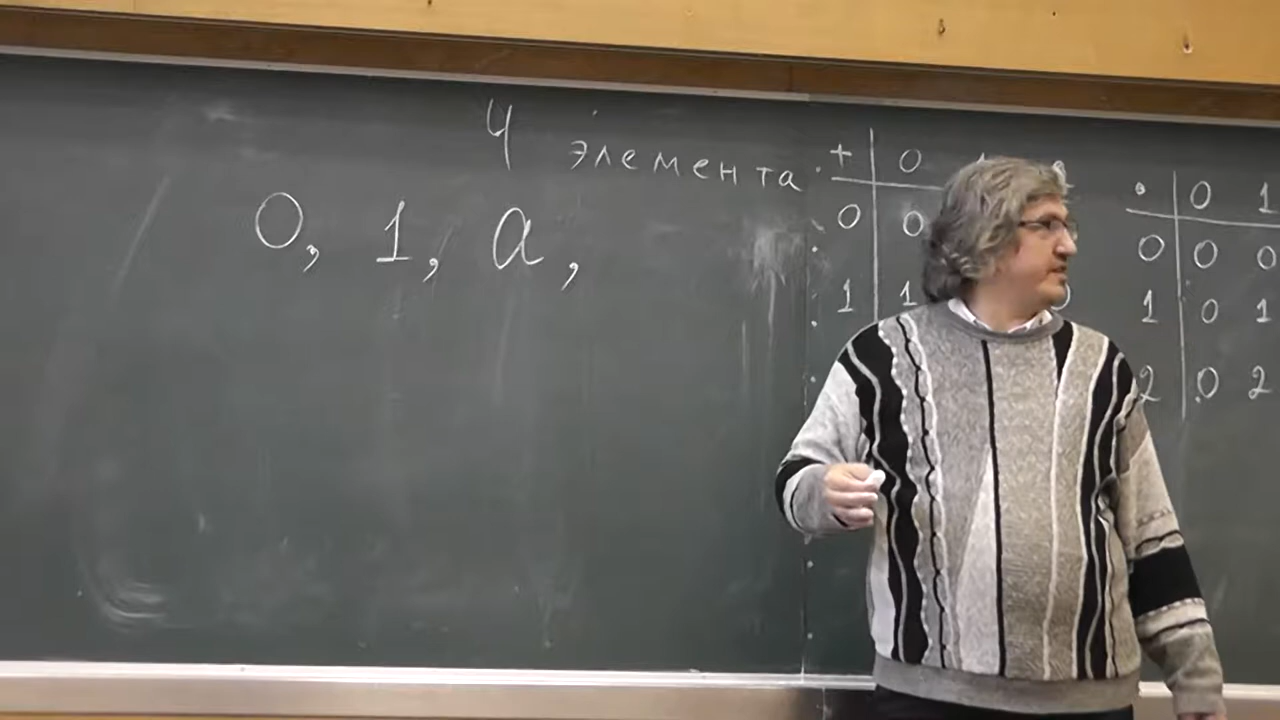 4 элемента
0, 1, a,
+ 0
0 0
1 1
• 0 1
0 0 0
1 0 1
2 0 2